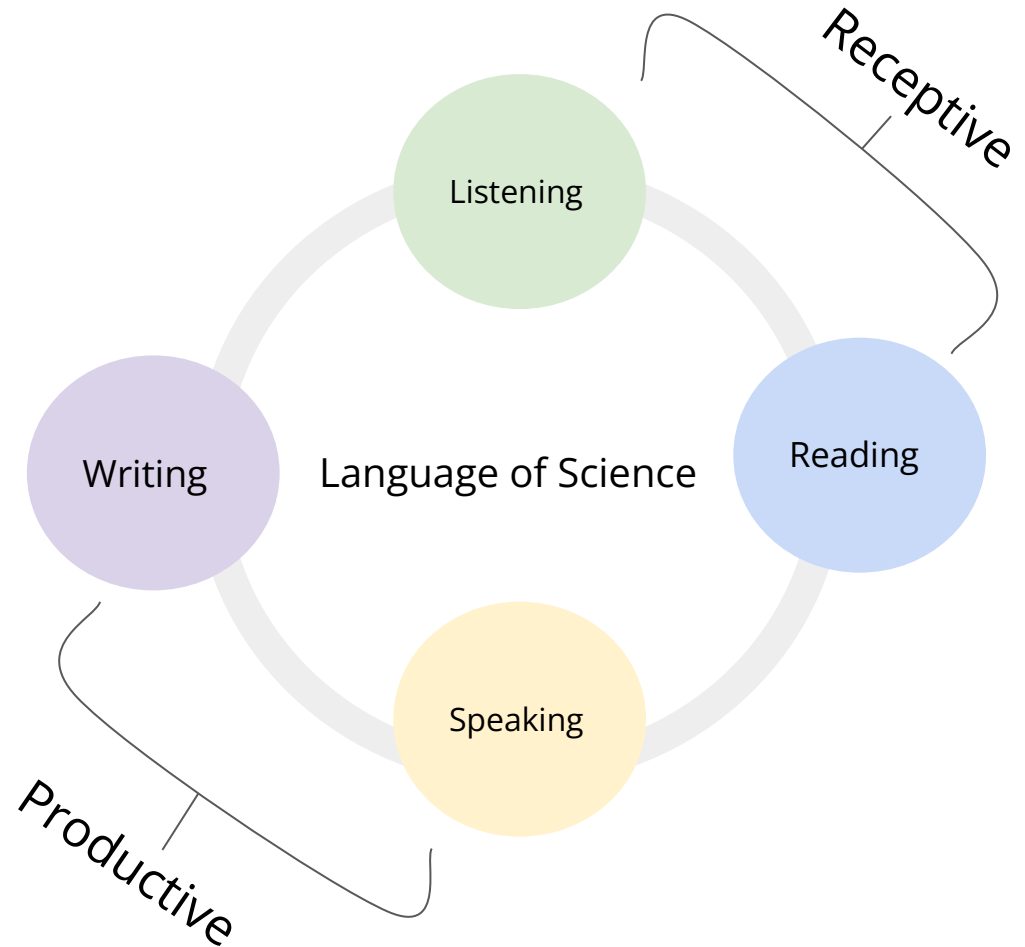 Receptive
Listening
Reading
Writing
Language of Science
Speaking
Productive